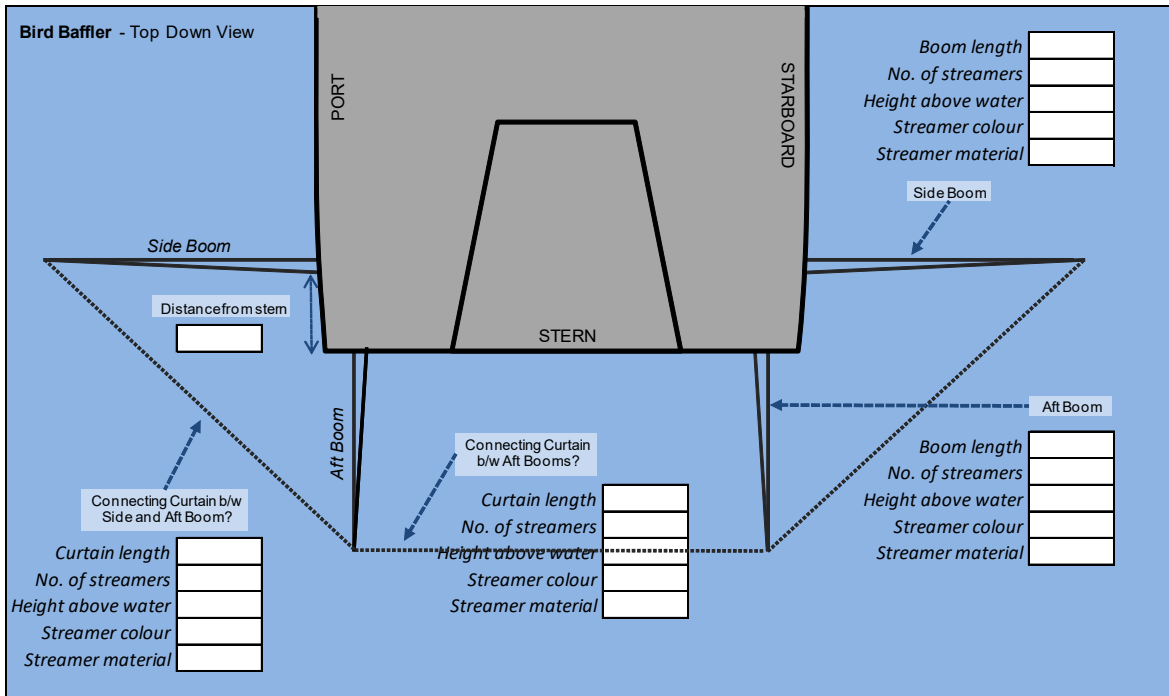 Bird Baffler - Top Down View
PORT
STARBOARD
Boom length
No. of streamers
Height above water
Streamer colour
Streamer material
Side Boom
Side Boom
Distance from stern
STERN
Aft Boom
Aft Boom
Connecting Curtain
b/w Aft Booms?
Boom length
No. of streamers
Height above water
Streamer colour
Streamer material
Connecting Curtain b/w
Side and Aft Boom?
Curtain length
No. of streamers
Height above water
Streamer colour
Streamer material
Curtain length
No. of streamers
Height above water
Streamer colour
Streamer material